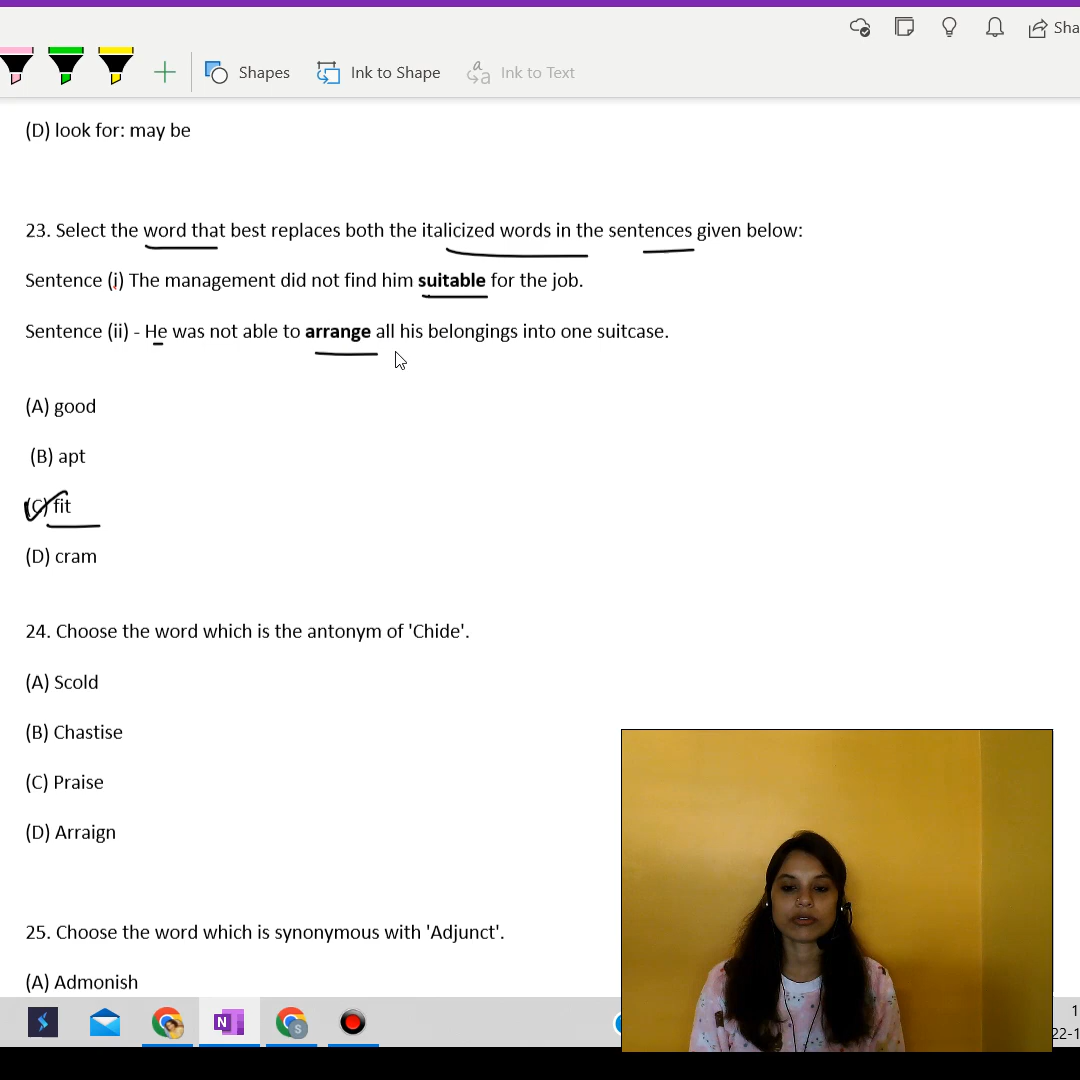 Sha
Shapes
Ink to Shape
Ink to Text
(D) look for: may be
23. Select the word that best replaces both the italicized words in the sentences given below:
Sentence (i) The management did not find him suitable for the job.
Sentence (ii) - He was not able to arrange all his belongings into one suitcase.
(A) good
(B) apt
(C) fit
(D) cram
24. Choose the word which is the antonym of 'Chide'.
(A) Scold
(B) Chastise
(C) Praise
(D) Arraign
25. Choose the word which is synonymous with 'Adjunct'.
(A) Admonish
N
S
1
22-1